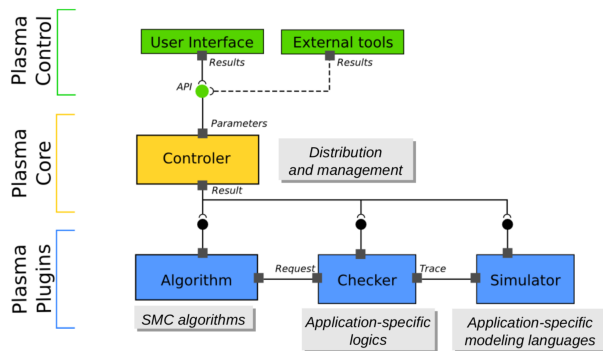 Plasma
Control
User Interface
External tools
Results
Results
API
Parameters
Plasma
Core
Controler
Distribution
and management
Result
Plasma
Plugins
Algorithm
Request
Checker
Trace
Simulator
SMC algorithms
Application-specific
logics
Application-specific
modeling languages